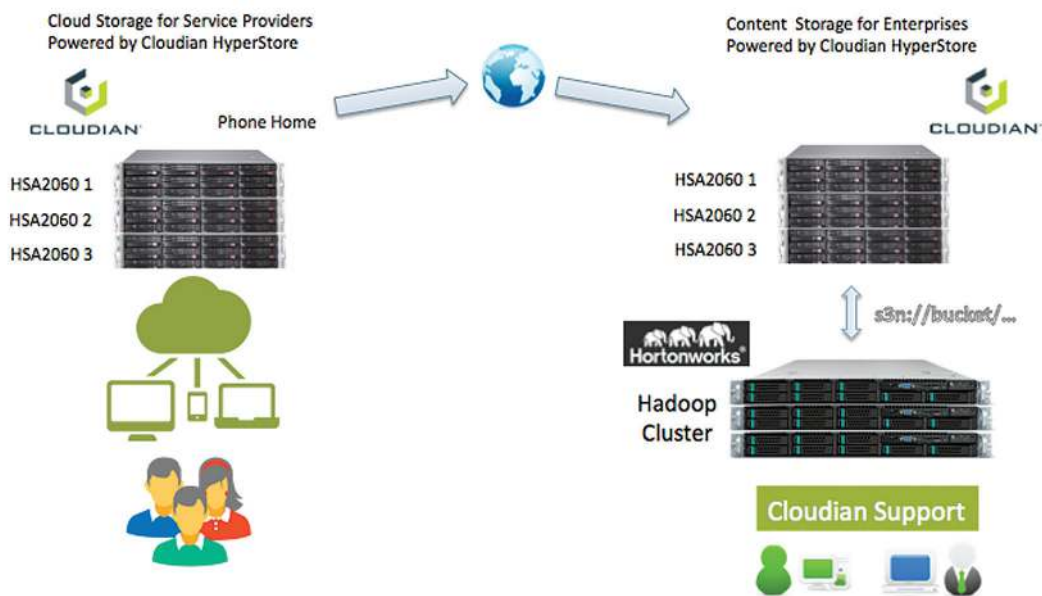 Cloud Storage for Service Providers
Powered by Cloudian HyperStore
CLOUDIAN
Phone Home
HSA2060 1
HSA2060 2
HSA2060 3
Content Storage for Enterprises
Powered by Cloudian HyperStore
CLOUDIAN
HSA2060 1
HSA2060 2
HSA2060 3
s3n://bucket/...
Hortonworks®
Hadoop
Cluster
Cloudian Support